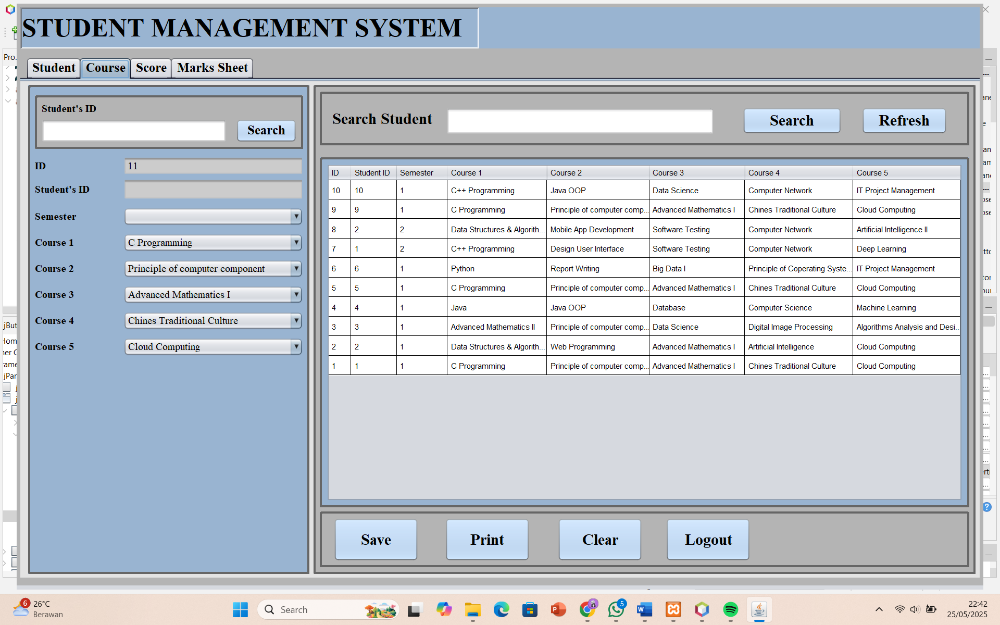 STUDENT MANAGEMENT SYSTEM
Pro...
Student Course Score Marks Sheet
Student's ID
Search
ID 11
Student's ID
Semester
Course 1 C Programming
Course 2 Principle of computer component
Course 3 Advanced Mathematics I
Course 4 Chines Traditional Culture
Course 5 Cloud Computing
Search Student Search Refresh
ID Student ID Semester Course 1 Course 2 Course 3 Course 4 Course 5
10 10 1 C++ Programming Java OOP Data Science Computer Network IT Project Management
9 9 1 C Programming Principle of computer comp... Advanced Mathematics I Chines Traditional Culture Cloud Computing
8 2 2 Data Structures & Algorith... Mobile App Development Software Testing Computer Network Artificial Intelligence II
7 1 2 C++ Programming Design User Interface Software Testing Computer Network Deep Learning
6 6 1 Python Report Writing Big Data I Principle of Coperating Syste... IT Project Management
5 5 1 C Programming Principle of computer comp... Advanced Mathematics I Chines Traditional Culture Cloud Computing
4 4 1 Java Java OOP Database Computer Science Machine Learning
3 3 1 Advanced Mathematics II Principle of computer comp... Data Science Digital Image Processing Algorithms Analysis and Desi...
2 2 1 Data Structures & Algorith... Web Programming Advanced Mathematics I Artificial Intelligence Cloud Computing
1 1 1 C Programming Principle of computer comp... Advanced Mathematics I Chines Traditional Culture Cloud Computing
Save Print Clear Logout
6 26°C
Berawan
Search
5
22:42
25/05/2025